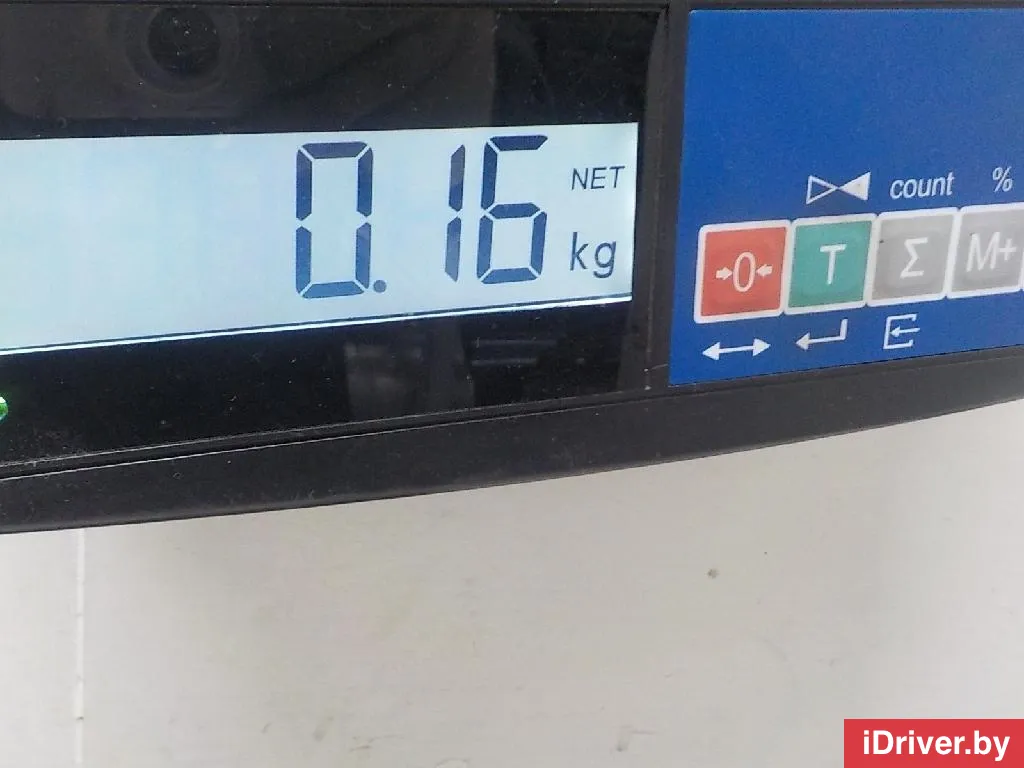 0.16 NET
kg
count %
→0← T Σ M+
iDriver.by